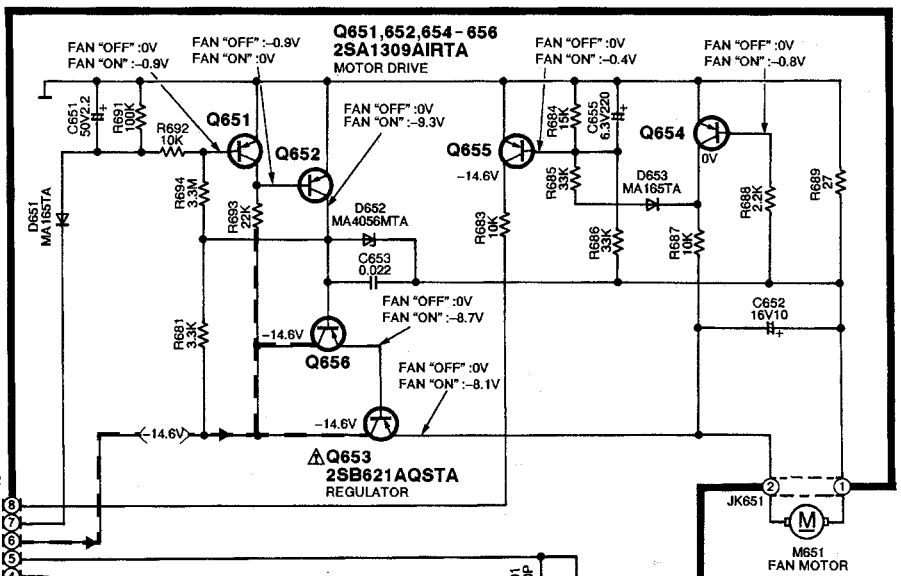 Q651,652,654-656
2SA1309AIRTA
MOTOR DRIVE
FAN "OFF" :0V
FAN "ON" :-0.9V
FAN "OFF" :-0.9V
FAN "ON" :0V
FAN "OFF" :0V
FAN "ON" :-0.4V
FAN "OFF" :0V
FAN "ON" :-0.8V
C651
50V2.2
R691
100K
R692
10K
Q651
FAN "OFF" :0V
FAN "ON" :-9.3V
Q652
Q655
-14.6V
R684
15K
C655
6.3V220
Q654
0V
R685
33K
D653
MA165TA
R688
2.2K
R689
27
D651
MA165TA
R694
3.3M
R693
22K
D652
MA4056MTA
C653
0.022
R683
10K
R686
33K
R687
10K
FAN "OFF" :0V
FAN "ON" :-8.7V
C652
16V10
+
R681
3.3K
-14.6V
Q656
FAN "OFF" :0V
FAN "ON" :-8.1V
-14.6V
-14.6V
Q653
2SB621AQSTA
REGULATOR
8
7
6
5
4
JK651
2
1
M
M651
FAN MOTOR